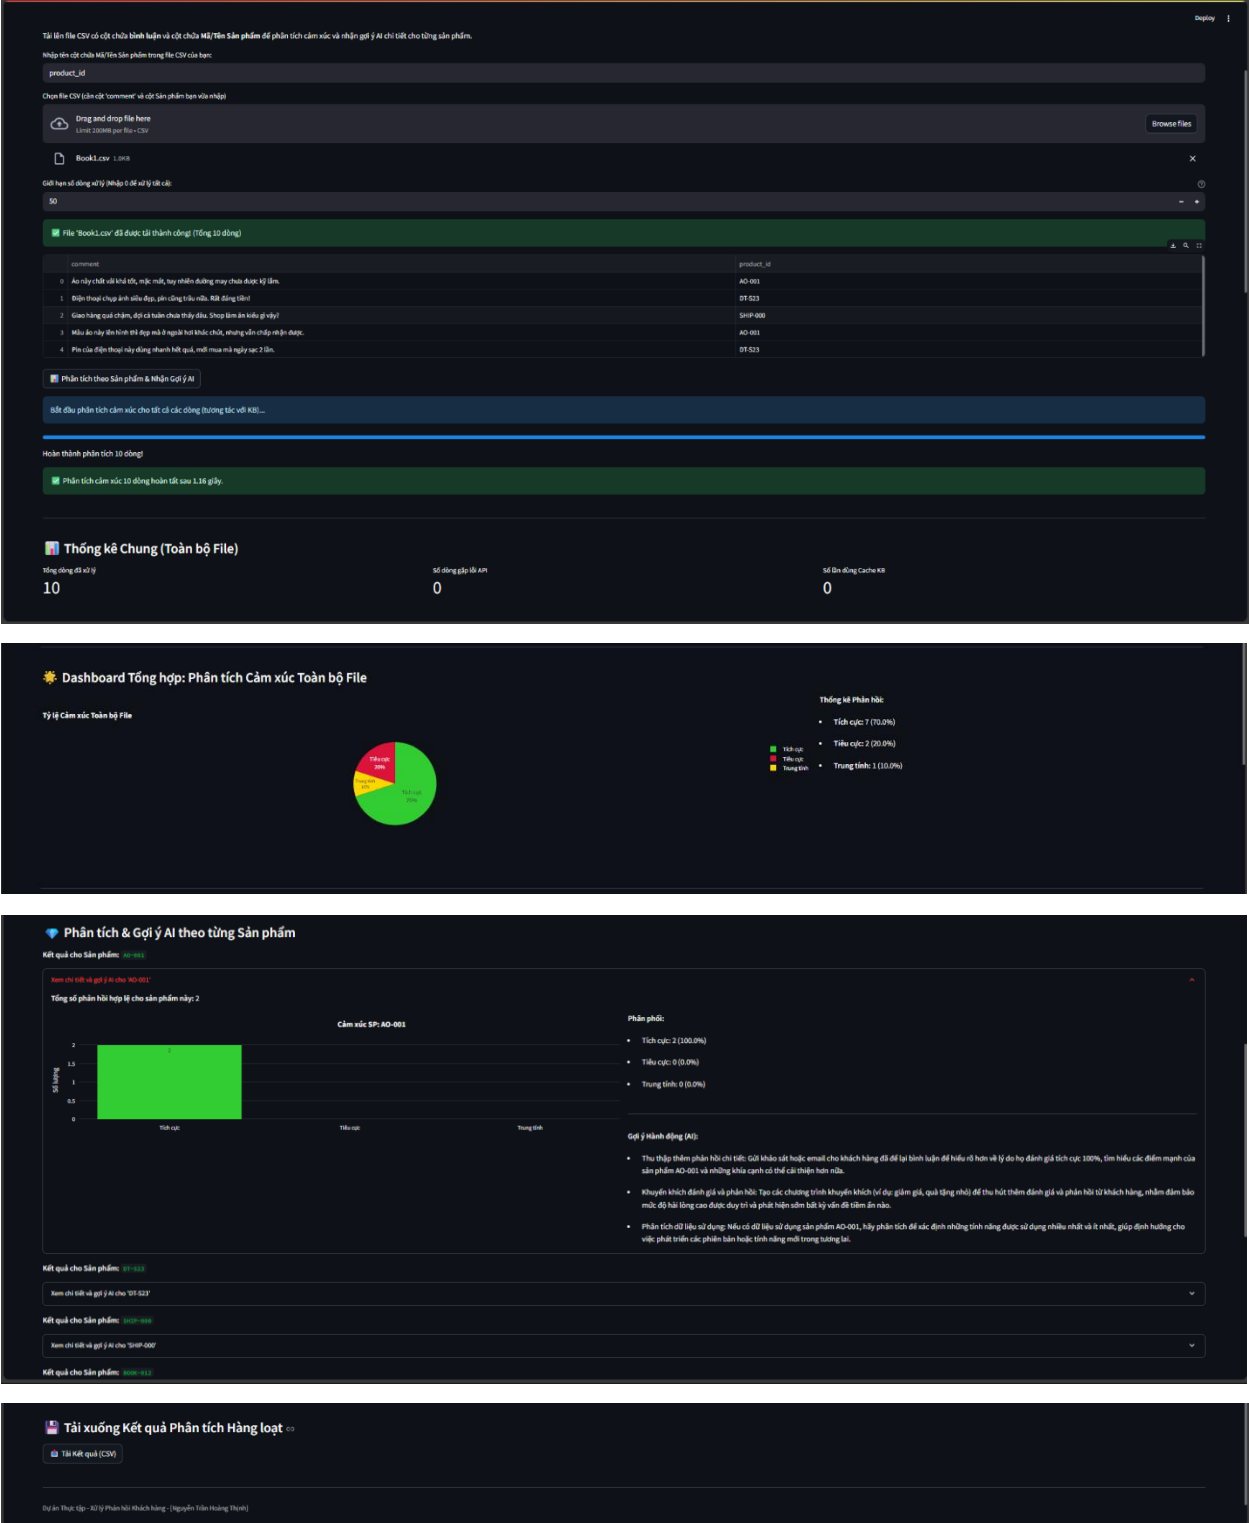 Deploy
Tải lên file CSV có cột chứa bình luận và cột chứa Mã/Tên Sản phẩm để phân tích cảm xúc và nhận gợi ý AI chi tiết cho từng sản phẩm.
Nhập tên cột chứa Mã/Tên Sản phẩm trong file CSV của bạn:
product_id
Chọn file CSV (cần cột 'comment' và cột Sản phẩm bạn vừa nhập)
Drag and drop file here
Limit 200MB per file • CSV
Browse files
Book1.csv 1.0KB
Giới hạn số dòng xử lý (Nhập 0 để xử lý tất cả):
50
File 'Book1.csv' đã được tải thành công! (Tổng 10 dòng)
comment product_id
0 Áo này chất vải khá tốt, mặc mát, tuy nhiên đường may chưa được kỹ lắm. AO-001
1 Điện thoại chụp ảnh siêu đẹp, pin cũng trâu nữa. Rất đáng tiền! DT-523
2 Giao hàng quá chậm, đợi cả tuần chưa thấy đâu. Shop làm ăn kiểu gì vậy? SHIP-000
3 Màu áo này lên hình thì đẹp mà ở ngoài hơi khác chút, nhưng vẫn chấp nhận được. AO-001
4 Pin của điện thoại này dùng nhanh hết quá, mới mua mà ngày sạc 2 lần. DT-523
Phân tích theo Sản phẩm & Nhận Gợi ý AI
Bắt đầu phân tích cảm xúc cho tất cả các dòng (tương tác với KB)...
Hoàn thành phân tích 10 dòng!
Phân tích cảm xúc 10 dòng hoàn tất sau 1.16 giây.
Thống kê Chung (Toàn bộ File)
Tổng dòng đã xử lý
10
Số dòng gặp lỗi API
0
Số lần dùng Cache KB
0
Dashboard Tổng hợp: Phân tích Cảm xúc Toàn bộ File
Tỷ lệ Cảm xúc Toàn bộ File
Tiêu cực
20%
Trung tính
10%
Tích cực
70%
Tích cực
Tiêu cực
Trung tính
Thống kê Phản hồi:
• Tích cực: 7 (70.0%)
• Tiêu cực: 2 (20.0%)
• Trung tính: 1 (10.0%)
Phân tích & Gợi ý AI theo từng Sản phẩm
Kết quả cho Sản phẩm: AO-001
Xem chi tiết và gợi ý AI cho 'AO-001'
Tổng số phản hồi hợp lệ cho sản phẩm này: 2
Cảm xúc SP: AO-001
Số lượng
2
1.5
1
0.5
0
2
Tích cực
Tiêu cực
Trung tính
Phân phối:
• Tích cực: 2 (100.0%)
• Tiêu cực: 0 (0.0%)
• Trung tính: 0 (0.0%)
Gợi ý Hành động (AI):
• Thu thập thêm phản hồi chi tiết: Gửi khảo sát hoặc email cho khách hàng đã để lại bình luận để hiểu rõ hơn về lý do họ đánh giá tích cực 100%, tìm hiểu các điểm mạnh của
sản phẩm AO-001 và những khía cạnh có thể cải thiện hơn nữa.
• Khuyến khích đánh giá và phản hồi: Tạo các chương trình khuyến khích (ví dụ: giảm giá, quà tặng nhỏ) để thu hút thêm đánh giá và phản hồi từ khách hàng, nhằm đảm bảo
mức độ hài lòng cao được duy trì và phát hiện sớm bất kỳ vấn đề tiềm ẩn nào.
• Phân tích dữ liệu sử dụng: Nếu có dữ liệu sử dụng sản phẩm AO-001, hãy phân tích để xác định những tính năng được sử dụng nhiều nhất và ít nhất, giúp định hướng cho
việc phát triển các phiên bản hoặc tính năng mới trong tương lai.
Kết quả cho Sản phẩm: DT-523
Xem chi tiết và gợi ý AI cho 'DT-523'
Kết quả cho Sản phẩm: SHIP-000
Xem chi tiết và gợi ý AI cho 'SHIP-000'
Kết quả cho Sản phẩm: BOOK-012
Tải xuống Kết quả Phân tích Hàng loạt
Tải Kết quả (CSV)
Dự án Thực tập - Xử lý Phản hồi Khách hàng - [Nguyễn Trần Hoàng Thịnh]